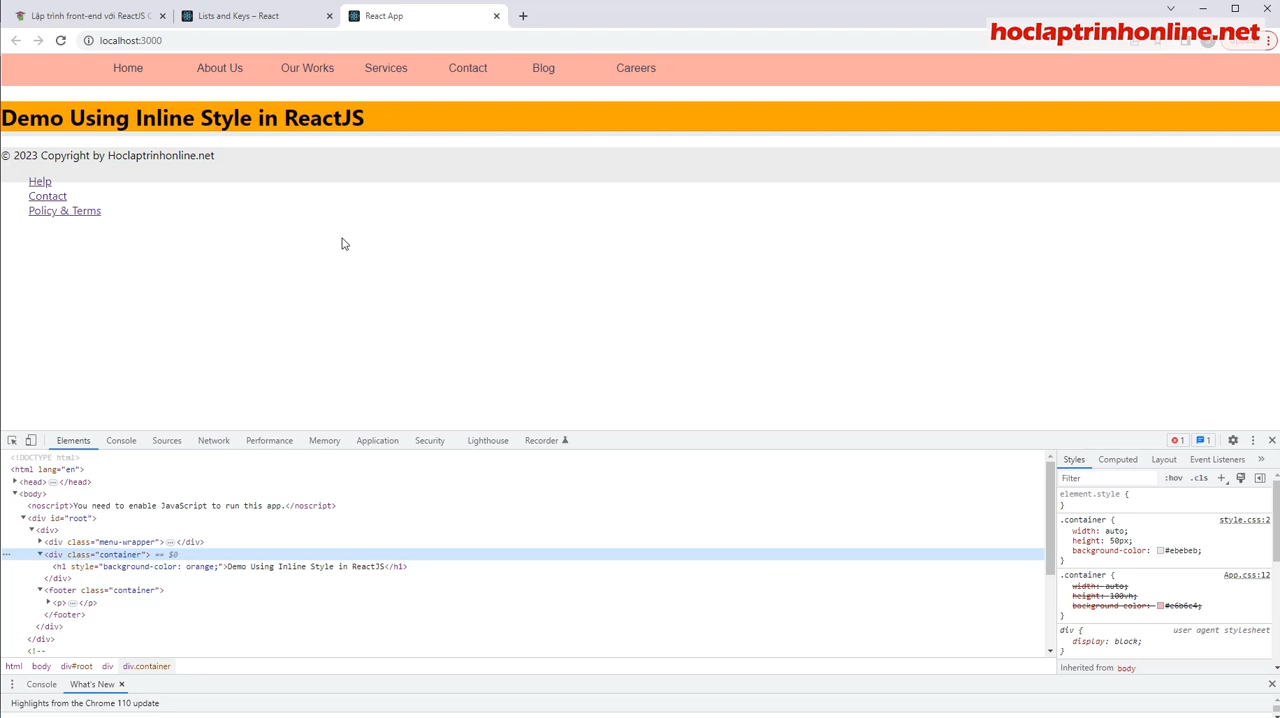 Lập trình front-end với ReactJS C
Lists and Keys – React
React App
localhost:3000
hoclaptrinhonline.net
Home About Us Our Works Services Contact Blog Careers
Demo Using Inline Style in ReactJS
© 2023 Copyright by Hoclaptrinhonline.net
Help
Contact
Policy & Terms
Elements Console Sources Network Performance Memory Application Security Lighthouse Recorder 1 1
<!DOCTYPE html>
<html lang="en">
<head> … </head>
<body>
<noscript>You need to enable JavaScript to run this app.</noscript>
<div id="root">
<div>
<div class="menu-wrapper"> … </div>
<div class="container"> == $0
<h1 style="background-color: orange;">Demo Using Inline Style in ReactJS</h1>
</div>
<footer class="container">
<p> … </p>
</footer>
</div>
</div>
<!--
html body div#root div div.container
Styles Computed Layout Event Listeners »
Filter :hov .cls +
element.style {
}
.container { style.css:2
width: auto;
height: 50px;
background-color: #ebebeb;
}
.container { App.css:12
width: auto;
height: 100vh;
background-color: #e6b6c4;
}
div { user agent stylesheet
display: block;
}
Inherited from body
Console What's New ×
Highlights from the Chrome 110 update